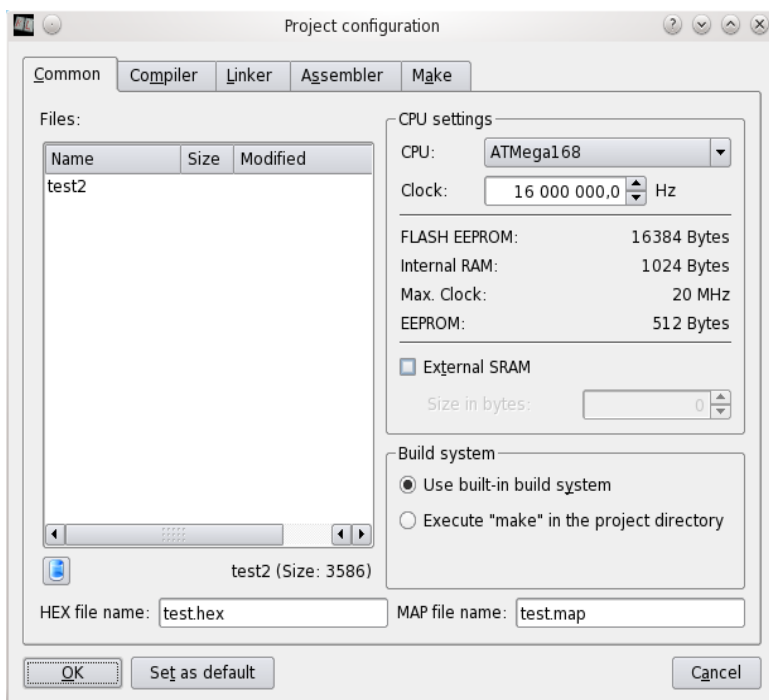 Project configuration
Common Compiler Linker Assembler Make
Files:
Name Size Modified
test2
test2 (Size: 3586)
CPU settings
CPU: ATMega168
Clock: 16 000 000,0 Hz
FLASH EEPROM: 16384 Bytes
Internal RAM: 1024 Bytes
Max. Clock: 20 MHz
EEPROM: 512 Bytes
External SRAM
Size in bytes: 0
Build system
Use built-in build system
Execute "make" in the project directory
HEX file name: test.hex
MAP file name: test.map
OK Set as default Cancel